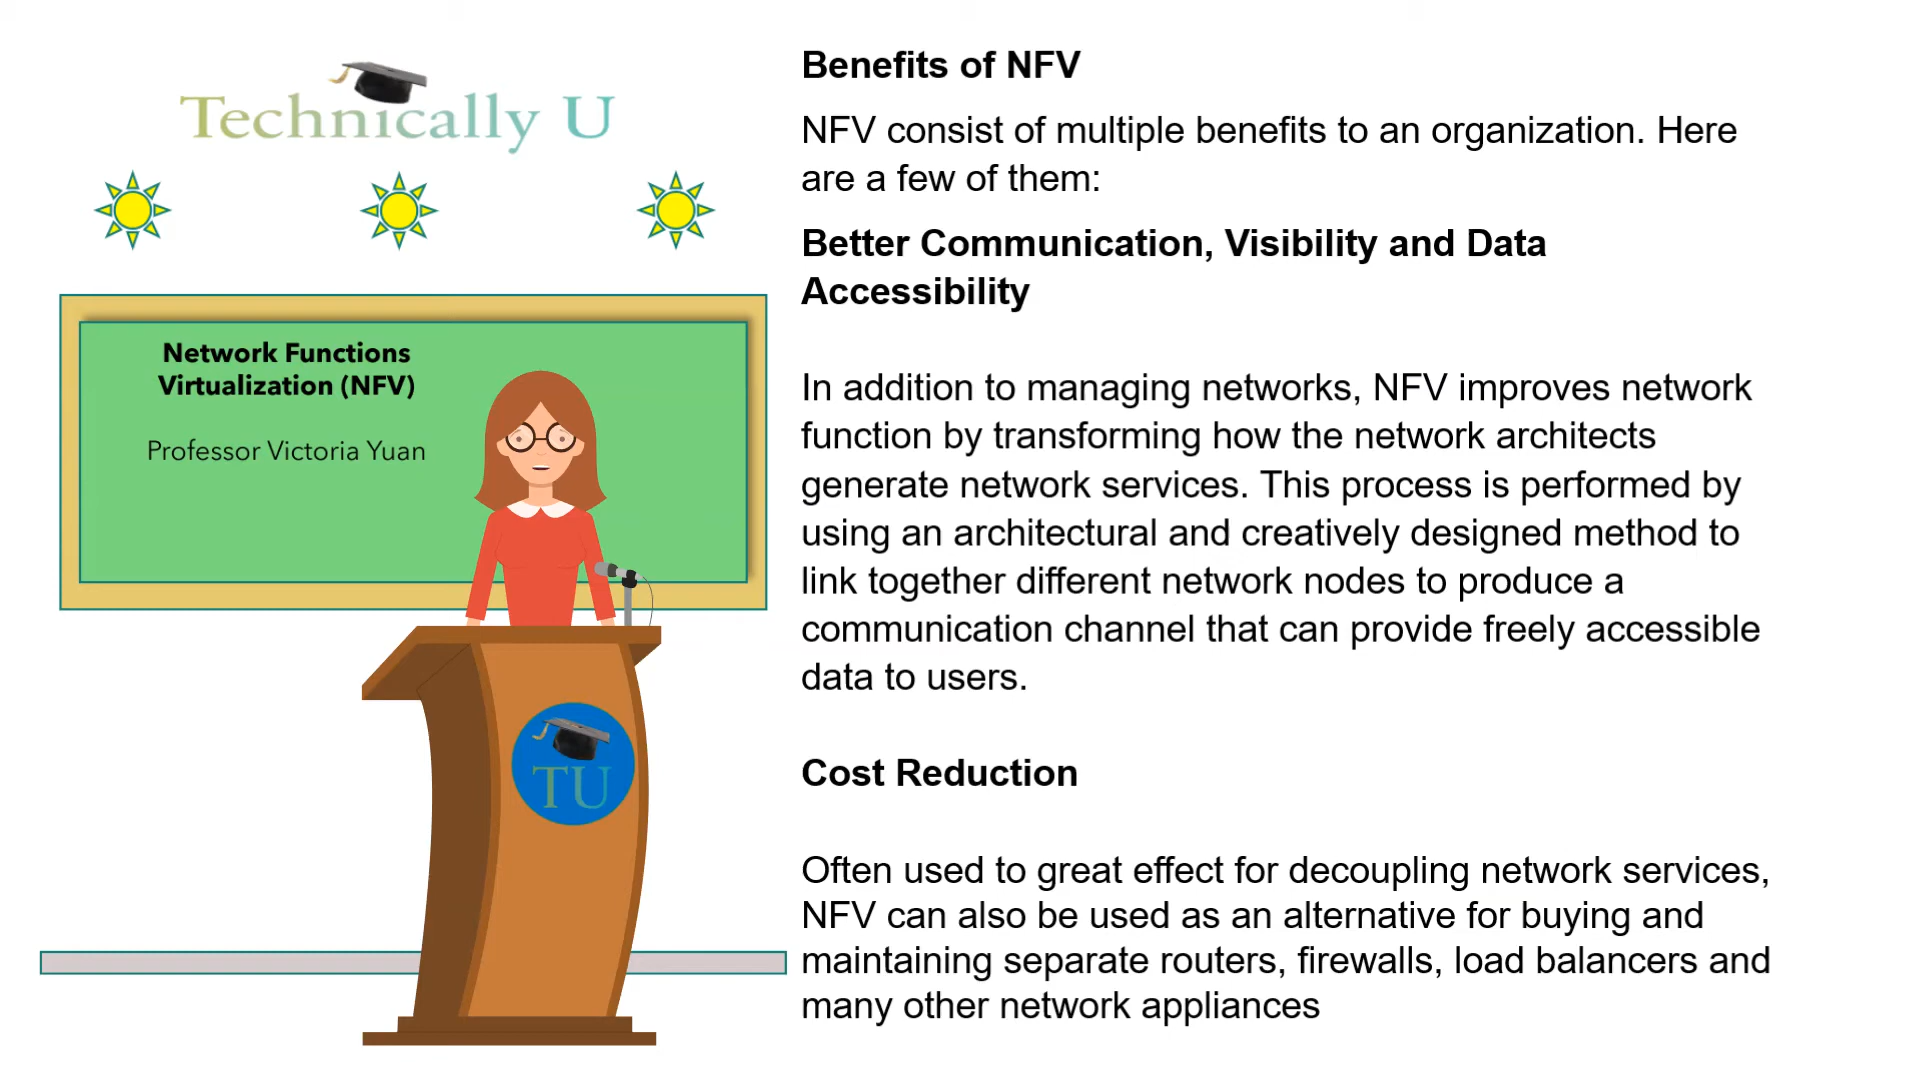 Technically U
Network Functions
Virtualization (NFV)
Professor Victoria Yuan
TU
Benefits of NFV
NFV consist of multiple benefits to an organization. Here
are a few of them:
Better Communication, Visibility and Data
Accessibility
In addition to managing networks, NFV improves network
function by transforming how the network architects
generate network services. This process is performed by
using an architectural and creatively designed method to
link together different network nodes to produce a
communication channel that can provide freely accessible
data to users.
Cost Reduction
Often used to great effect for decoupling network services,
NFV can also be used as an alternative for buying and
maintaining separate routers, firewalls, load balancers and
many other network appliances